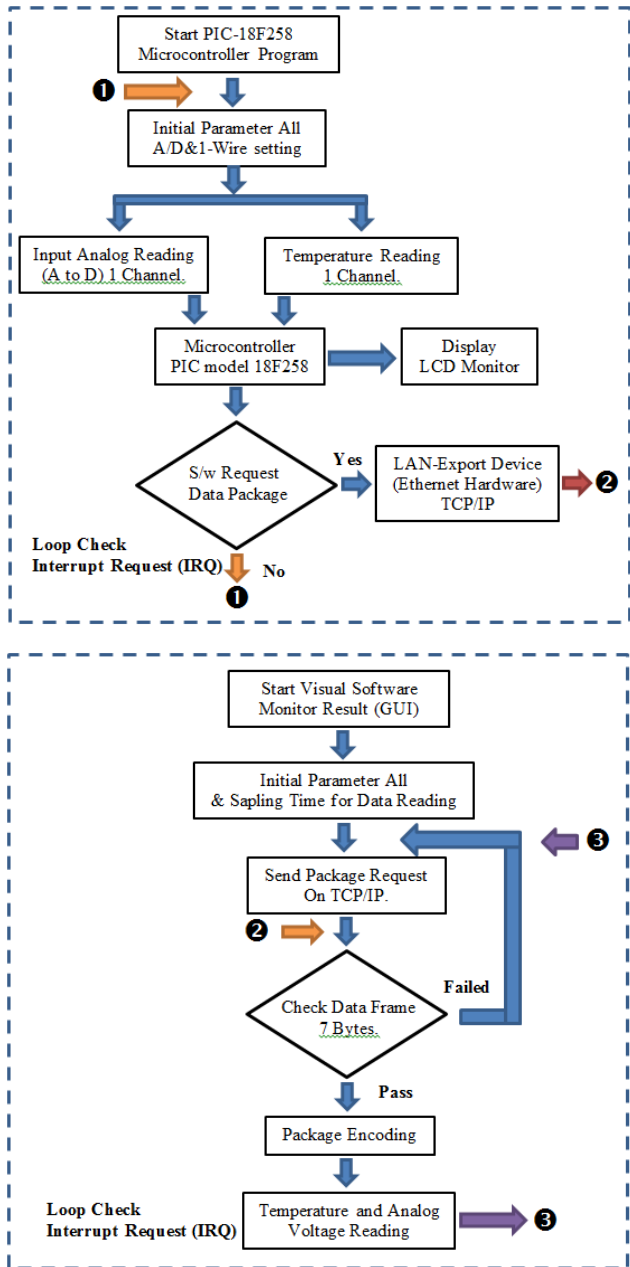 Start PIC-18F258
Microcontroller Program
❶
Initial Parameter All
A/D&1-Wire setting
Input Analog Reading
(A to D) 1 Channel.
Temperature Reading
1 Channel.
Microcontroller
PIC model 18F258
Display
LCD Monitor
S/w Request
Data Package
Yes
LAN-Export Device
(Ethernet Hardware)
TCP/IP
❷
Loop Check
Interrupt Request (IRQ)
No
❶
Start Visual Software
Monitor Result (GUI)
Initial Parameter All
& Sapling Time for Data Reading
❸
Send Package Request
On TCP/IP.
❷
Check Data Frame
7 Bytes.
Failed
Pass
Package Encoding
Loop Check
Interrupt Request (IRQ)
Temperature and Analog
Voltage Reading
❸